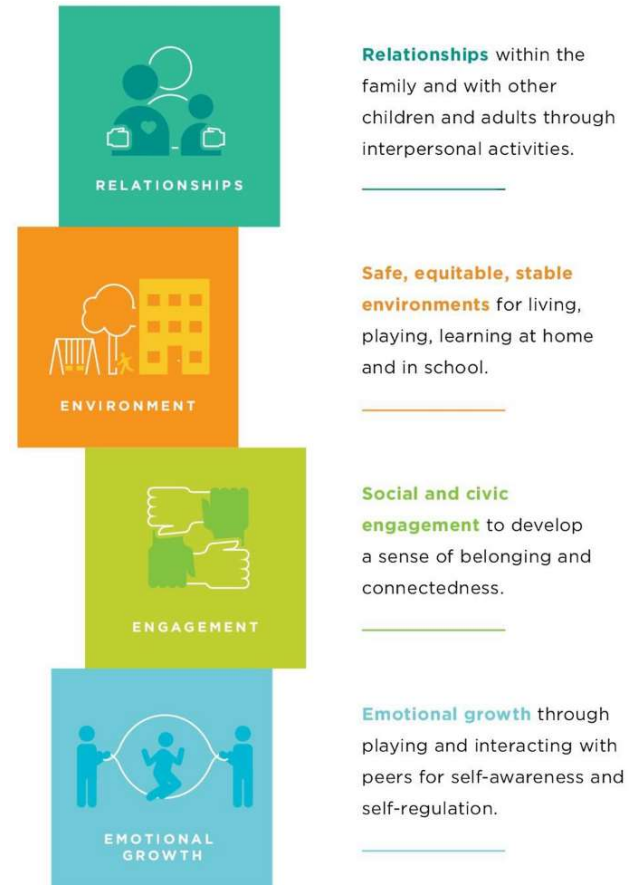 RELATIONSHIPS
Relationships within the
family and with other
children and adults through
interpersonal activities.
ENVIRONMENT
Safe, equitable, stable
environments for living,
playing, learning at home
and in school.
ENGAGEMENT
Social and civic
engagement to develop
a sense of belonging and
connectedness.
EMOTIONAL
GROWTH
Emotional growth through
playing and interacting with
peers for self-awareness and
self-regulation.